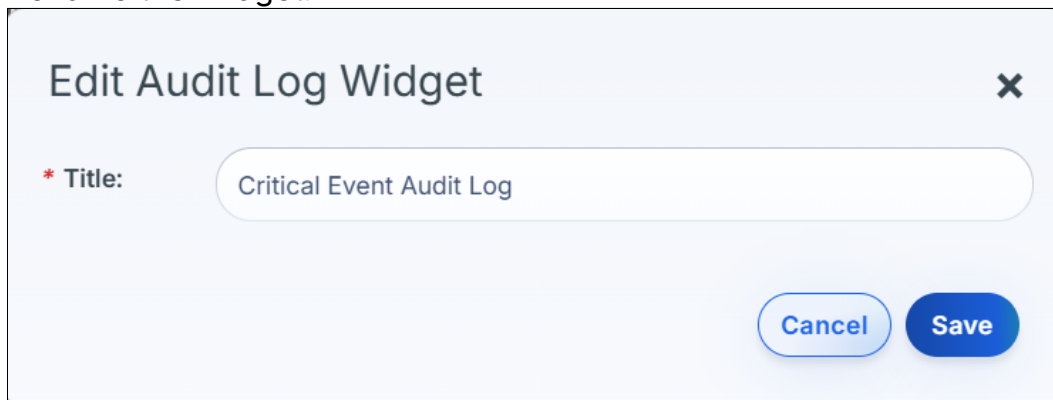 Edit Audit Log Widget
* Title:
Critical Event Audit Log
Cancel
Save